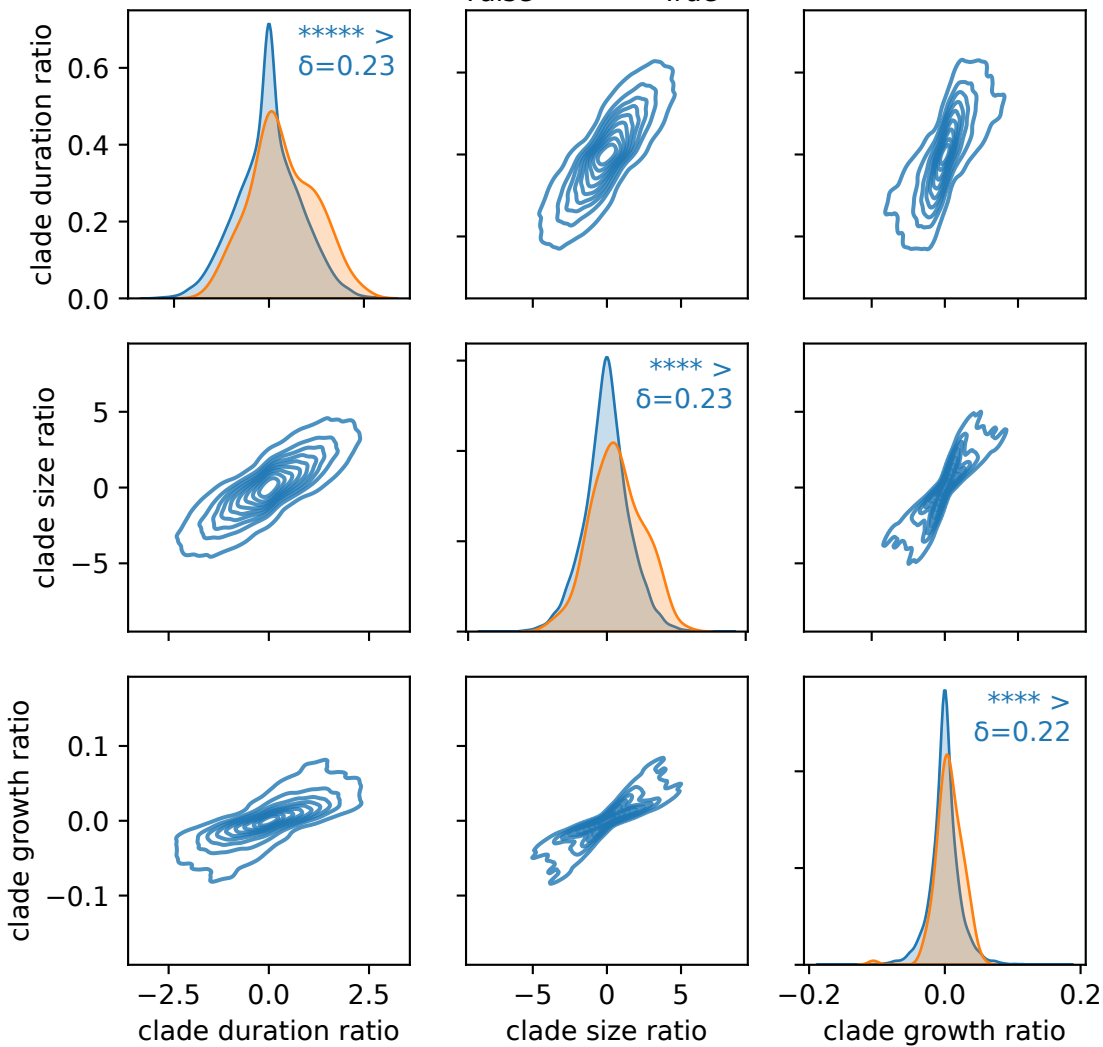 clade duration ratio
0.6
0.4
0.2
0.0
***** >
δ=0.23
clade size ratio
5
0
−5
**** >
δ=0.23
clade growth ratio
0.1
0.0
−0.1
**** >
δ=0.22
−2.5 0.0 2.5
−5 0 5
−0.2 0.0 0.2
clade duration ratio
clade size ratio
clade growth ratio